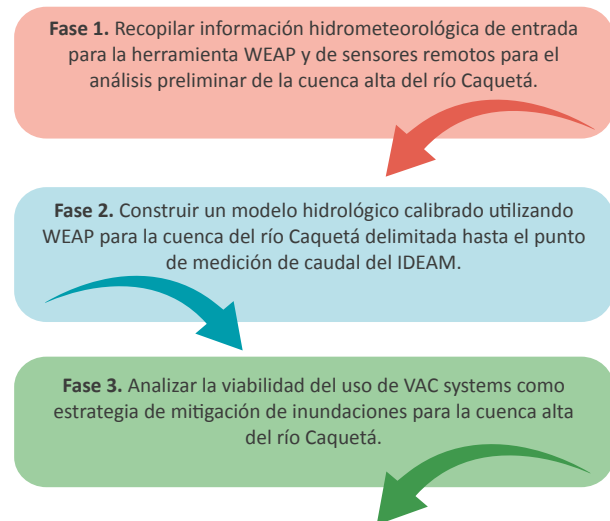 Fase 1. Recopilar información hidrometeorológica de entrada
para la herramienta WEAP y de sensores remotos para el
análisis preliminar de la cuenca alta del río Caquetá.
Fase 2. Construir un modelo hidrológico calibrado utilizando
WEAP para la cuenca del río Caquetá delimitada hasta el punto
de medición de caudal del IDEAM.
Fase 3. Analizar la viabilidad del uso de VAC systems como
estrategia de mitigación de inundaciones para la cuenca alta
del río Caquetá.